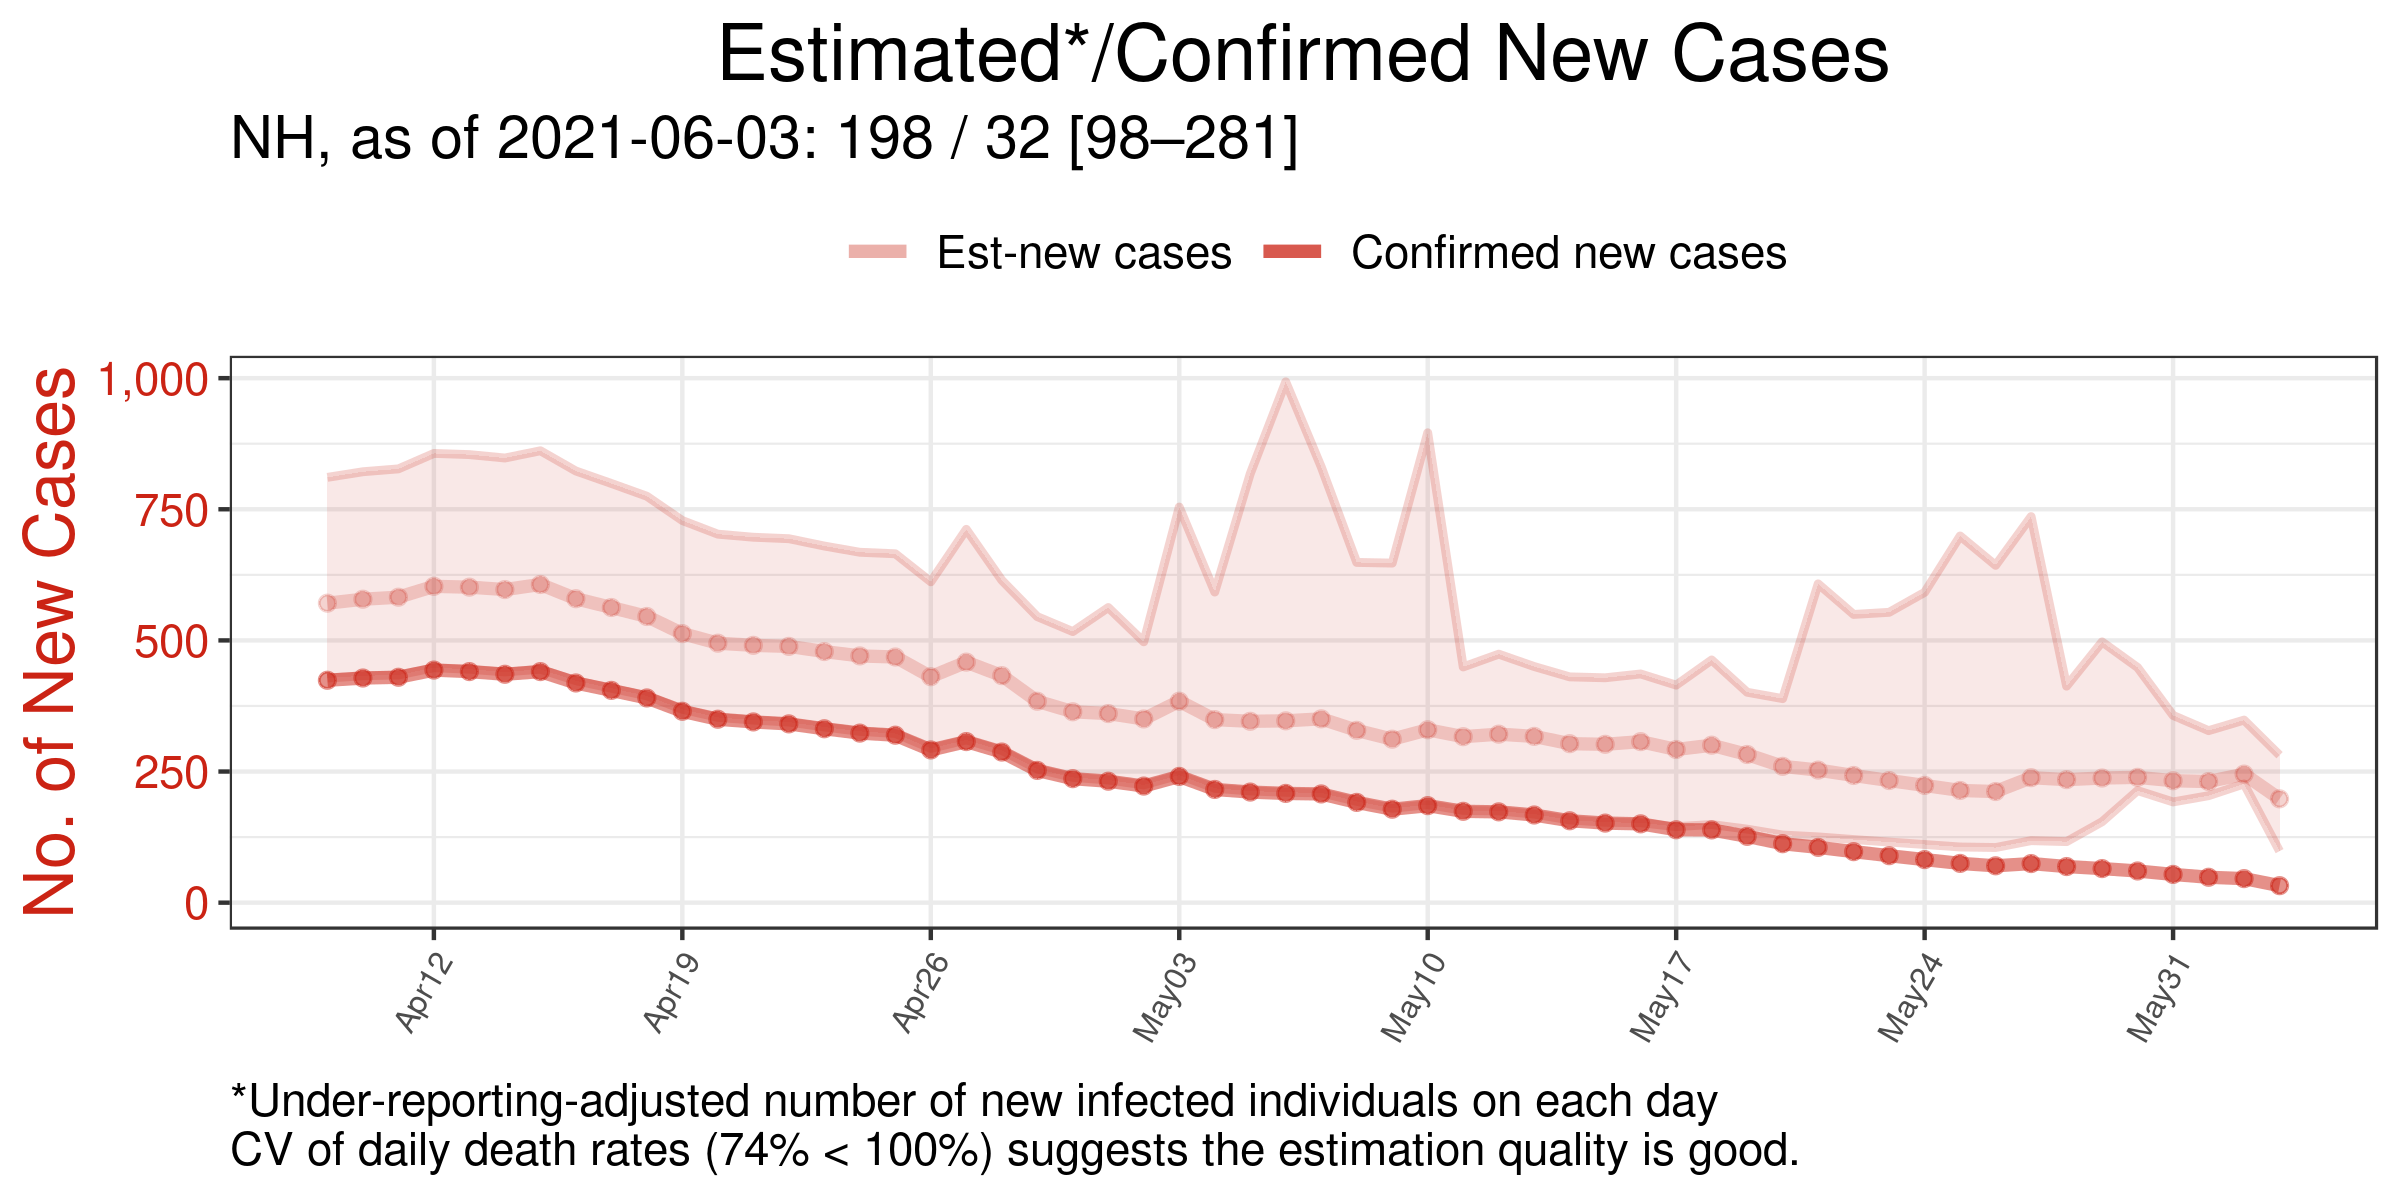 Estimated*/Confirmed New Cases
NH, as of 2021-06-03: 198 / 32 [98–281]
Est-new cases Confirmed new cases
No. of New Cases
1,000
750
500
250
0
Apr12 Apr19 Apr26 May03 May10 May17 May24 May31
*Under-reporting-adjusted number of new infected individuals on each day
CV of daily death rates (74% < 100%) suggests the estimation quality is good.